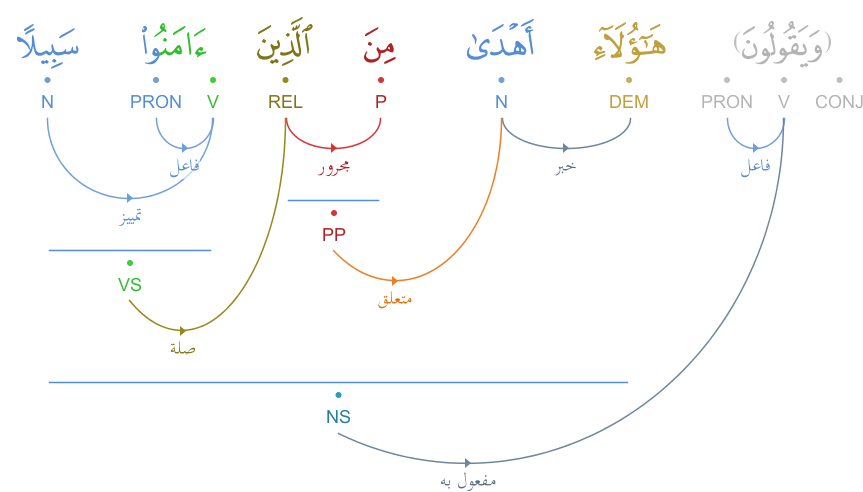 (وَيَقُولُونَ) هَٰٓؤُلَآءِ أَهْدَىٰ مِنَ ٱلَّذِينَ ءَامَنُوا۟ سَبِيلًا
CONJ V PRON DEM N P REL V PRON N
فاعل خبر مجرور فاعل
تمييز
PP
VS
متعلق
صلة
NS
مفعول به